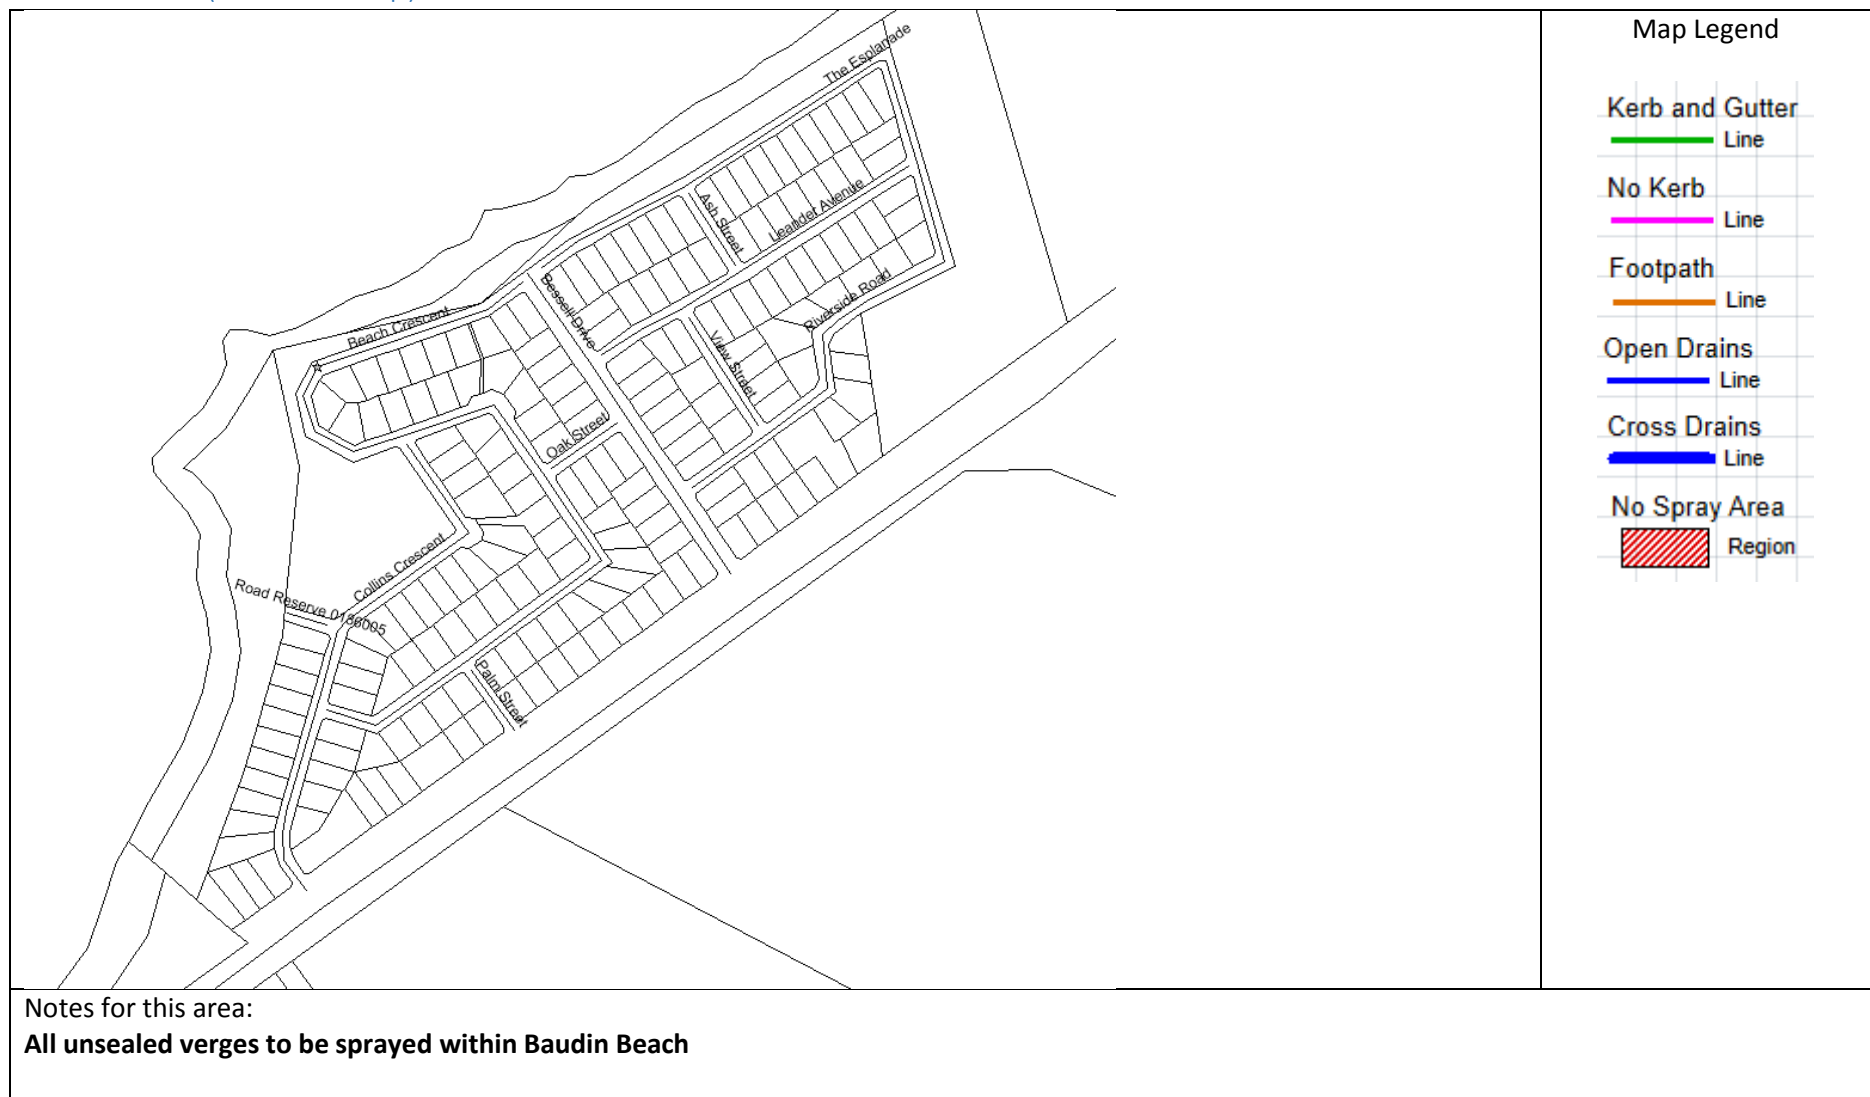 Map Legend
The Esplanade
Kerb and Gutter
Line
No Kerb
Line
Footpath
Line
Open Drains
Line
Cross Drains
Line
No Spray Area
Region
Ash Street
Leander Avenue
Bessell Drive
Riverside Road
Beach Crescent
View Street
Oak Street
Collins Crescent
Road Reserve 0186005
Palm Street
Notes for this area:
All unsealed verges to be sprayed within Baudin Beach